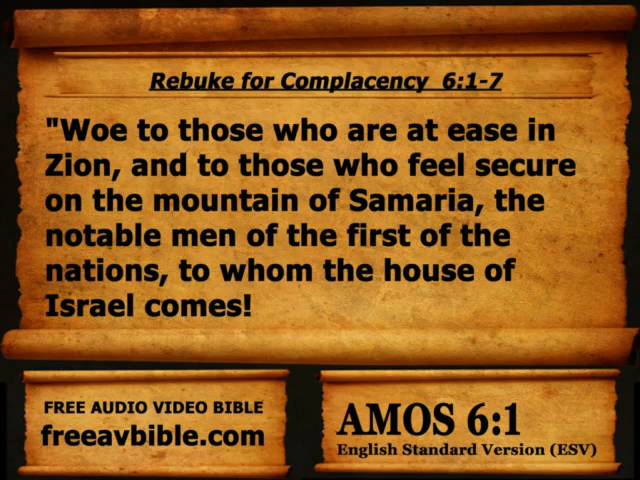 Rebuke for Complacency 6:1-7
"Woe to those who are at ease in
Zion, and to those who feel secure
on the mountain of Samaria, the
notable men of the first of the
nations, to whom the house of
Israel comes!
FREE AUDIO VIDEO BIBLE
freeavbible.com
AMOS 6:1
English Standard Version (ESV)